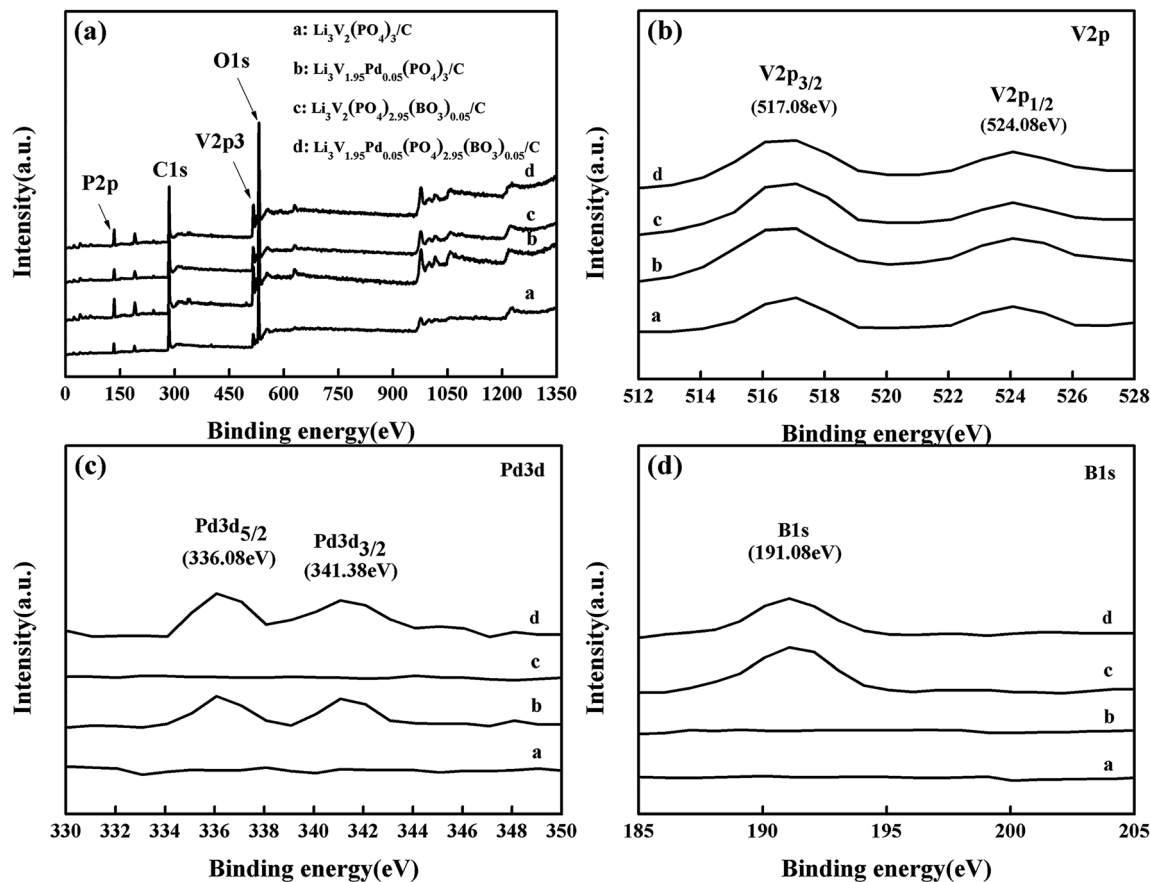 (a)
a: Li₃V₂(PO₄)₃/C
b: Li₃V₁.₉₅Pd₀.₀₅(PO₄)₃/C
c: Li₃V₂(PO₄)₂.₉₅(BO₃)₀.₀₅/C
d: Li₃V₁.₉₅Pd₀.₀₅(PO₄)₂.₉₅(BO₃)₀.₀₅/C
O1s
V2p3
C1s
P2p
d
c
b
a
Intensity(a.u.)
0 150 300 450 600 750 900 1050 1200 1350
Binding energy(eV)
(b)
V2p
V2p₃/₂
(517.08eV)
V2p₁/₂
(524.08eV)
d
c
b
a
Intensity(a.u.)
512 514 516 518 520 522 524 526 528
Binding energy(eV)
(c)
Pd3d
Pd3d₅/₂
(336.08eV)
Pd3d₃/₂
(341.38eV)
d
c
b
a
Intensity(a.u.)
330 332 334 336 338 340 342 344 346 348 350
Binding energy(eV)
(d)
B1s
B1s
(191.08eV)
d
c
b
a
Intensity(a.u.)
185 190 195 200 205
Binding energy(eV)